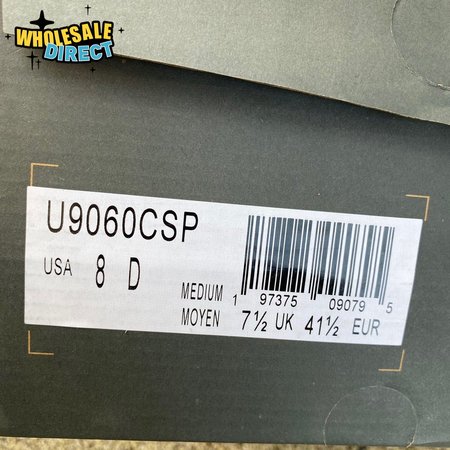 WHOLESALE
DIRECT
U9060CSP
USA 8 D
MEDIUM
MOYEN
1 97375 09079 5
7½ UK 41½ EUR